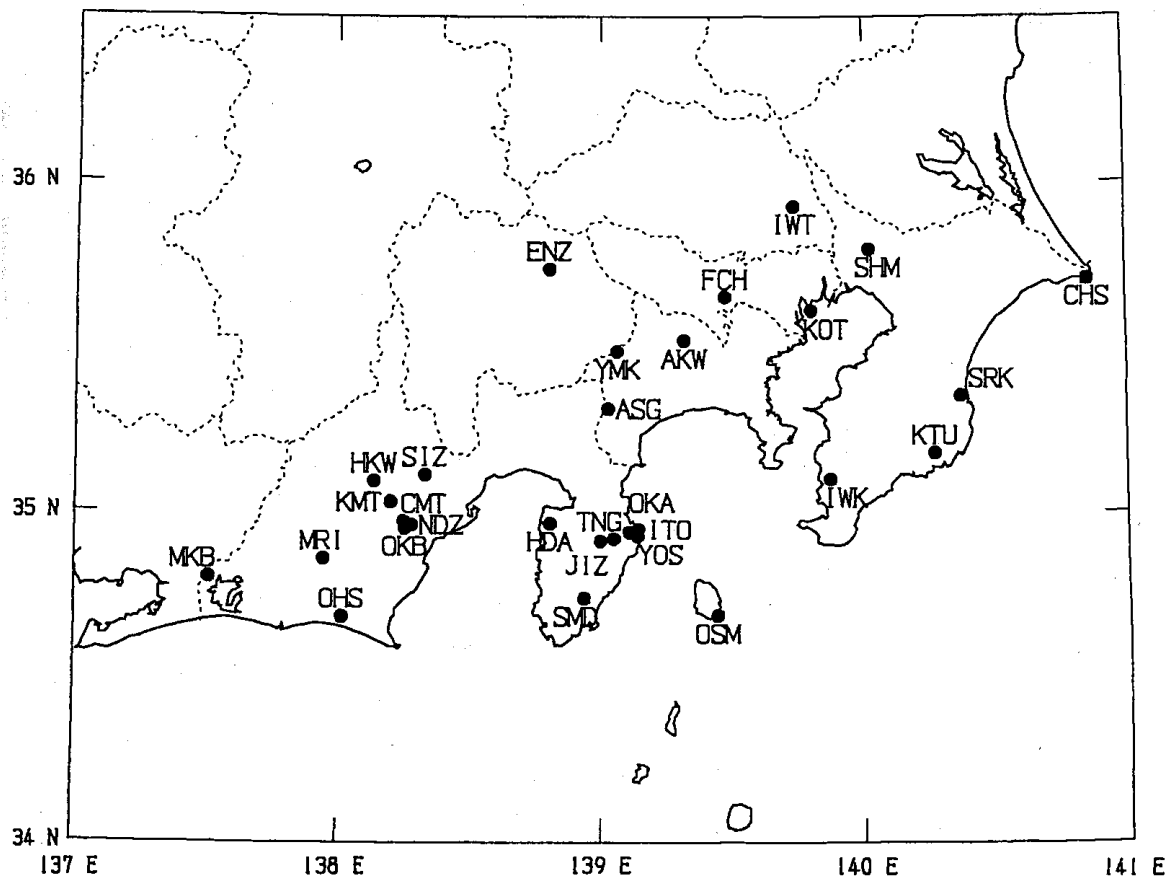 36 N
IWT
ENZ
SHM
FCH
CHS
KOT
AKW
YMK
SRK
ASG
KTU
SIZ
HKW
IWK
KMT
CMT
OKA
NDZ
TNG
ITO
OKB
HDA
YOS
MRI
MKB
JIZ
OHS
SMD
OSM
35 N
34 N
137 E
138 E
139 E
140 E
141 E